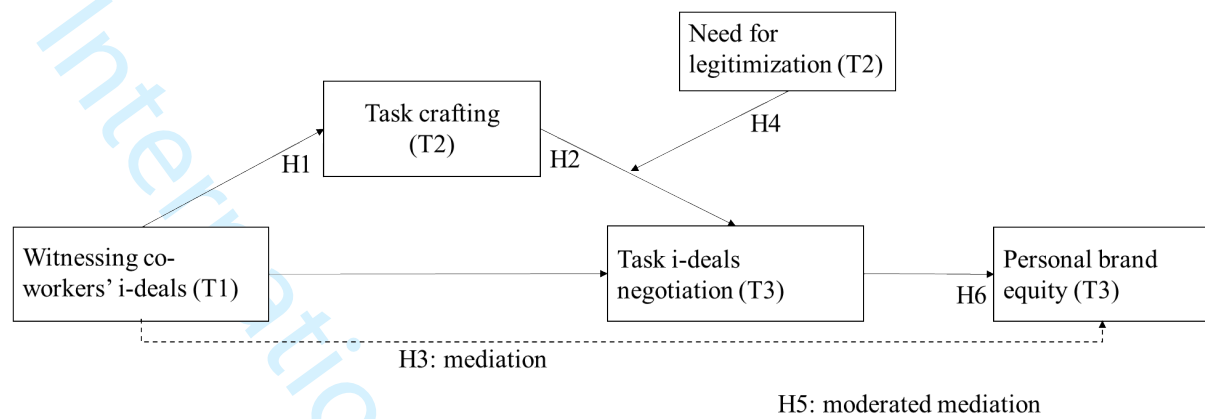 Need for
legitimization (T2)
Task crafting
(T2)
H4
H1
H2
Witnessing co-
workers’ i-deals (T1)
Task i-deals
negotiation (T3)
H6
Personal brand
equity (T3)
H3: mediation
H5: moderated mediation
Internatio